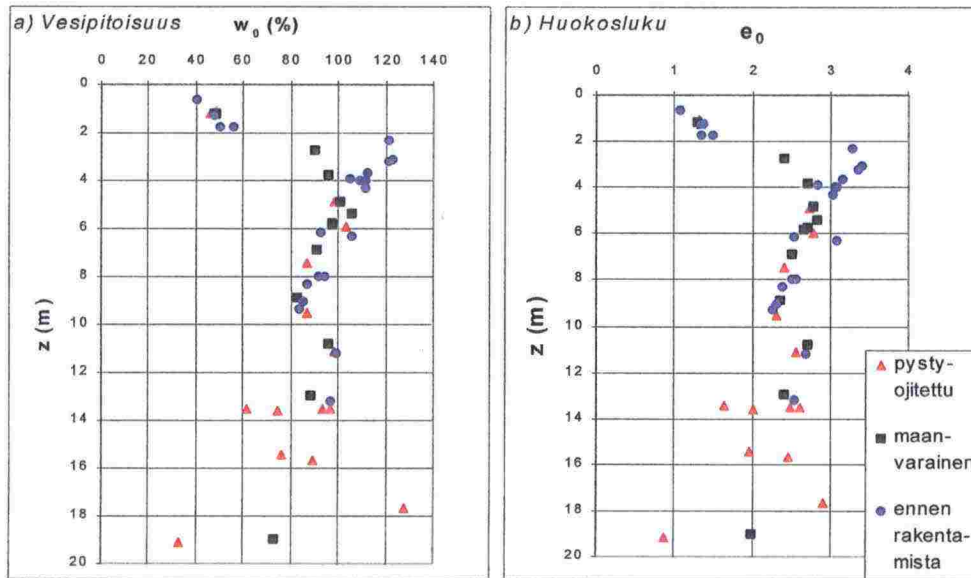 a) Vesipitoisuus w₀ (%)
0 20 40 60 80 100 120 140
0
2
4
6
8
10
12
14
16
18
20
z (m)
b) Huokosluku e₀
0 1 2 3 4
0
2
4
6
8
10
12
14
16
18
20
z (m)
pysty-
ojitettu
maan-
varainen
ennen
rakenta-
mista